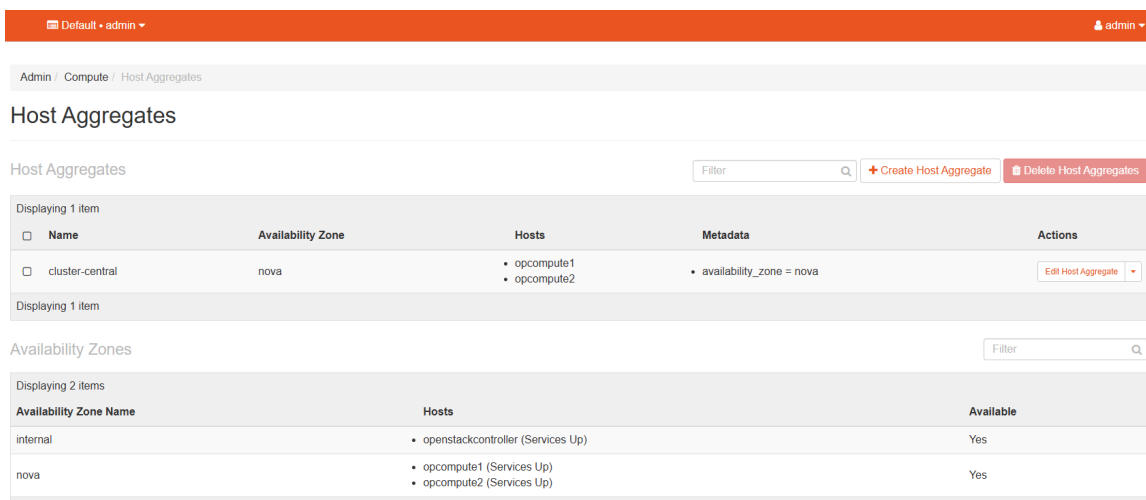 Default • admin
admin
Admin / Compute / Host Aggregates
Host Aggregates
Host Aggregates
Filter
Create Host Aggregate
Delete Host Aggregates
Displaying 1 item
Name Availability Zone Hosts Metadata Actions
cluster-central nova • opcompute1 • availability_zone = nova Edit Host Aggregate
• opcompute2
Displaying 1 item
Availability Zones
Filter
Displaying 2 items
Availability Zone Name Hosts Available
internal • openstackcontroller (Services Up) Yes
nova • opcompute1 (Services Up) Yes
• opcompute2 (Services Up)